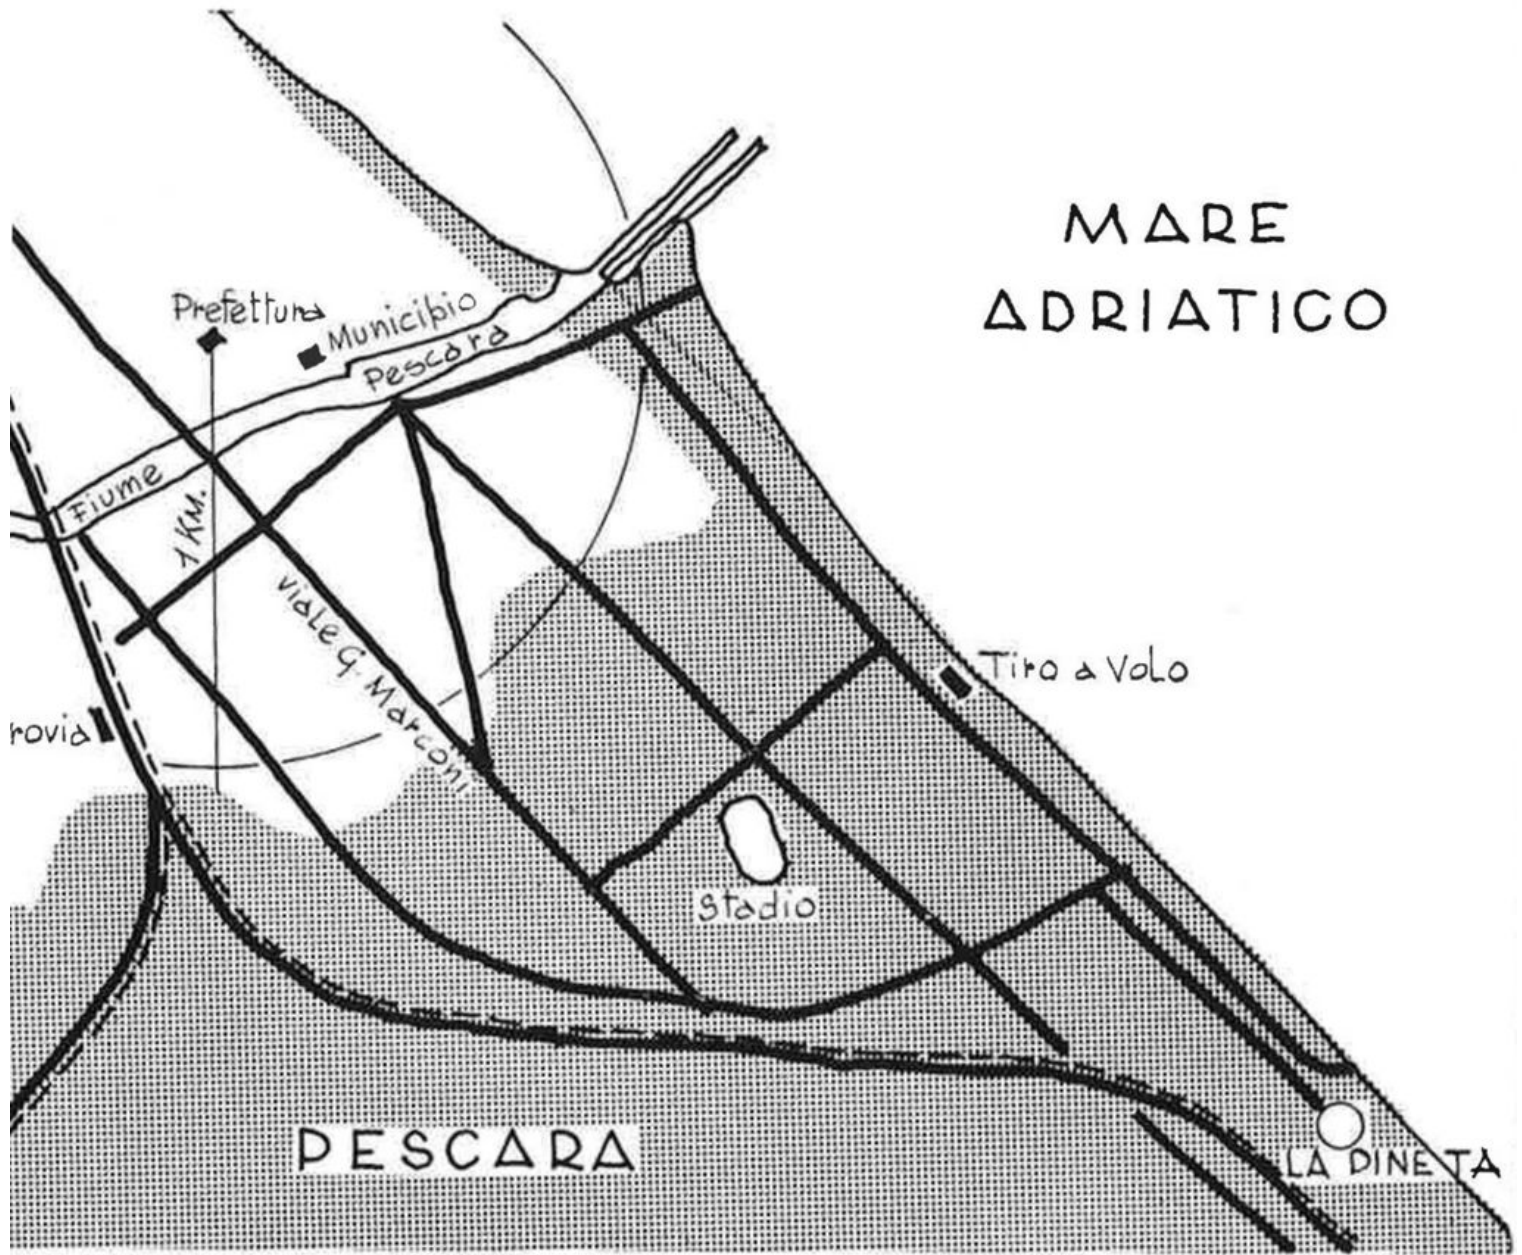 MARE
ADRIATICO
Prefettura
Municipio
Fiume Pescara
1 KM.
Viale G. Marconi
Tiro a Volo
rovia
Stadio
PESCARA
LA PINETA